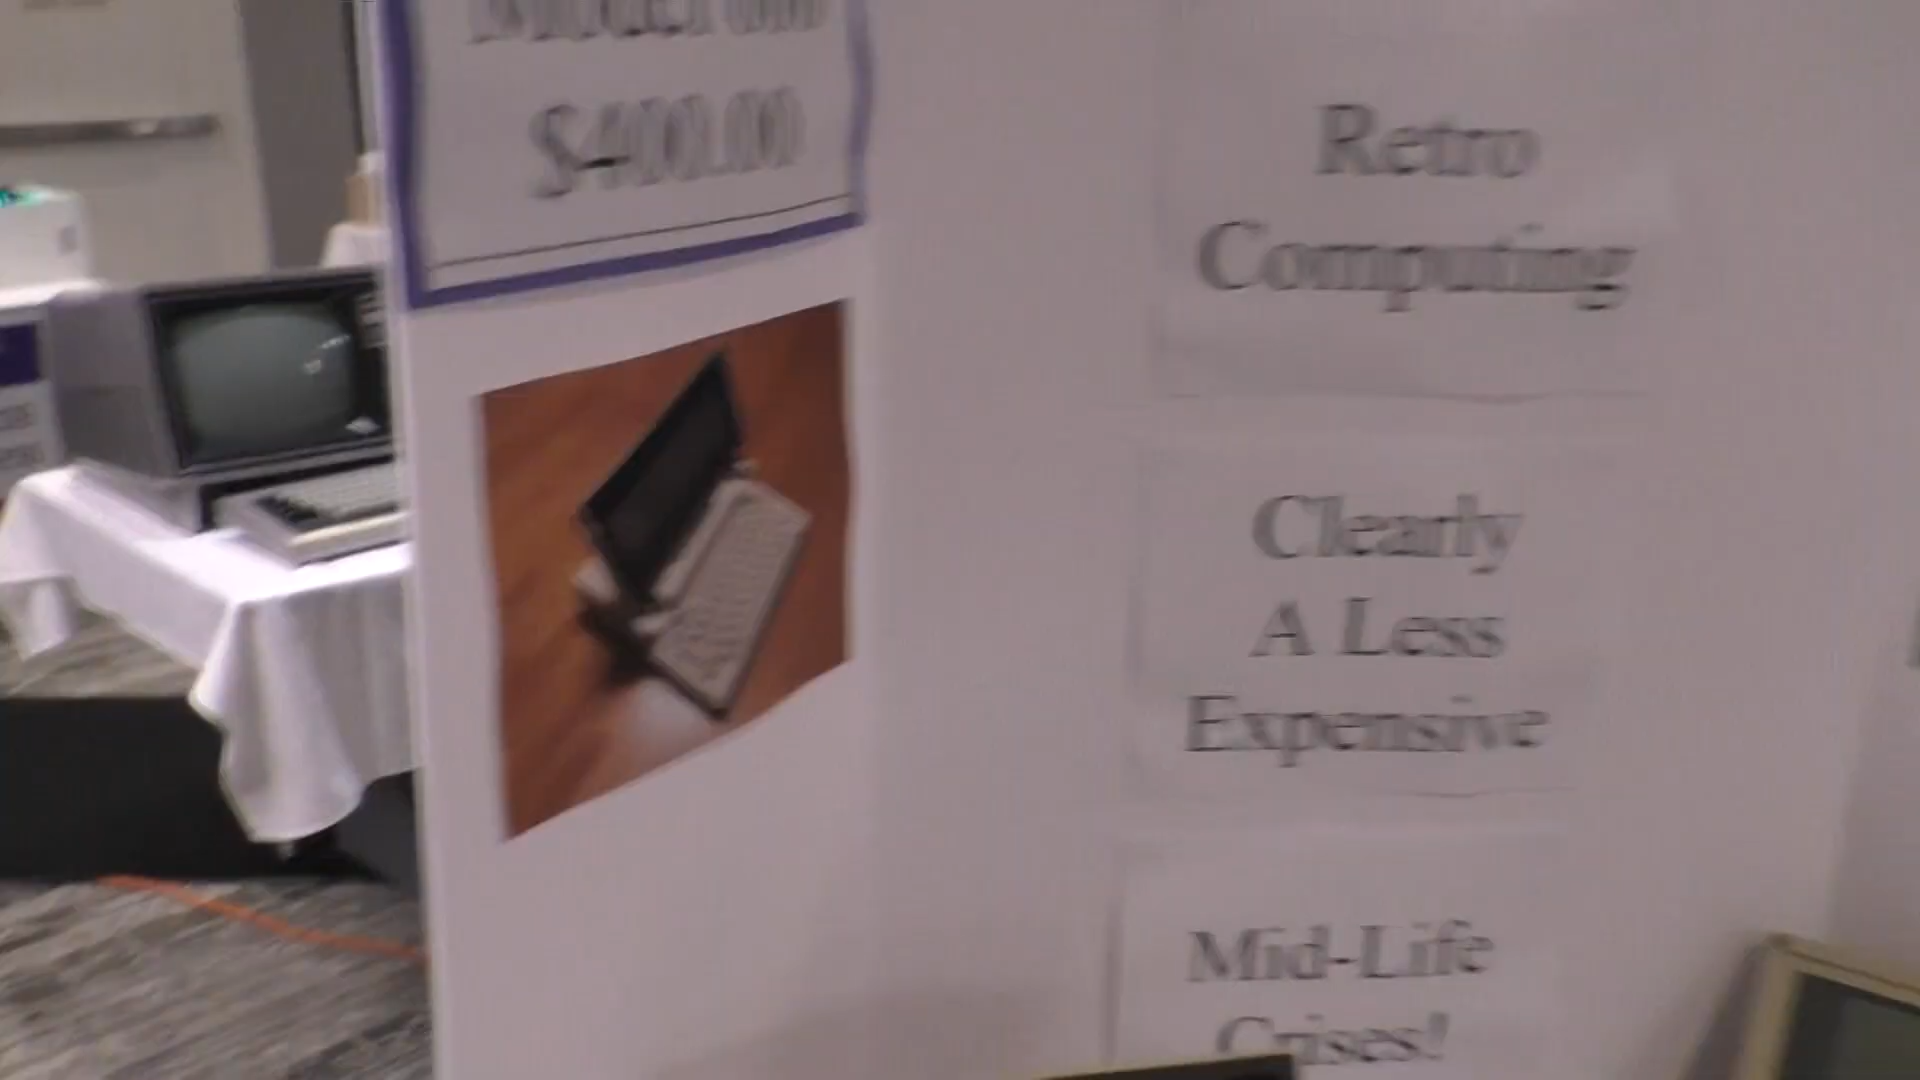 $400.00
Retro
Computing
Clearly
A Less
Expensive
Mid-Life
Crises!